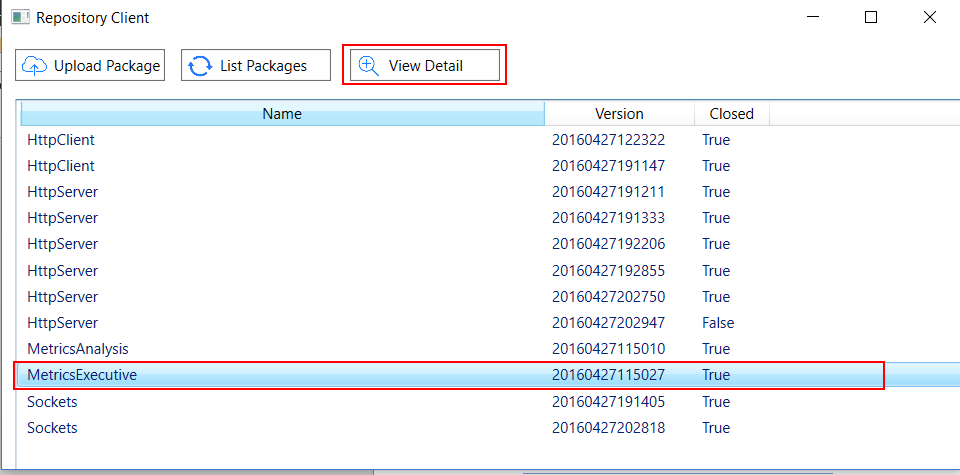 Repository Client
Upload Package List Packages View Detail
Name Version Closed
HttpClient 20160427122322 True
HttpClient 20160427191147 True
HttpServer 20160427191211 True
HttpServer 20160427191333 True
HttpServer 20160427192206 True
HttpServer 20160427192855 True
HttpServer 20160427202750 True
HttpServer 20160427202947 False
MetricsAnalysis 20160427115010 True
MetricsExecutive 20160427115027 True
Sockets 20160427191405 True
Sockets 20160427202818 True